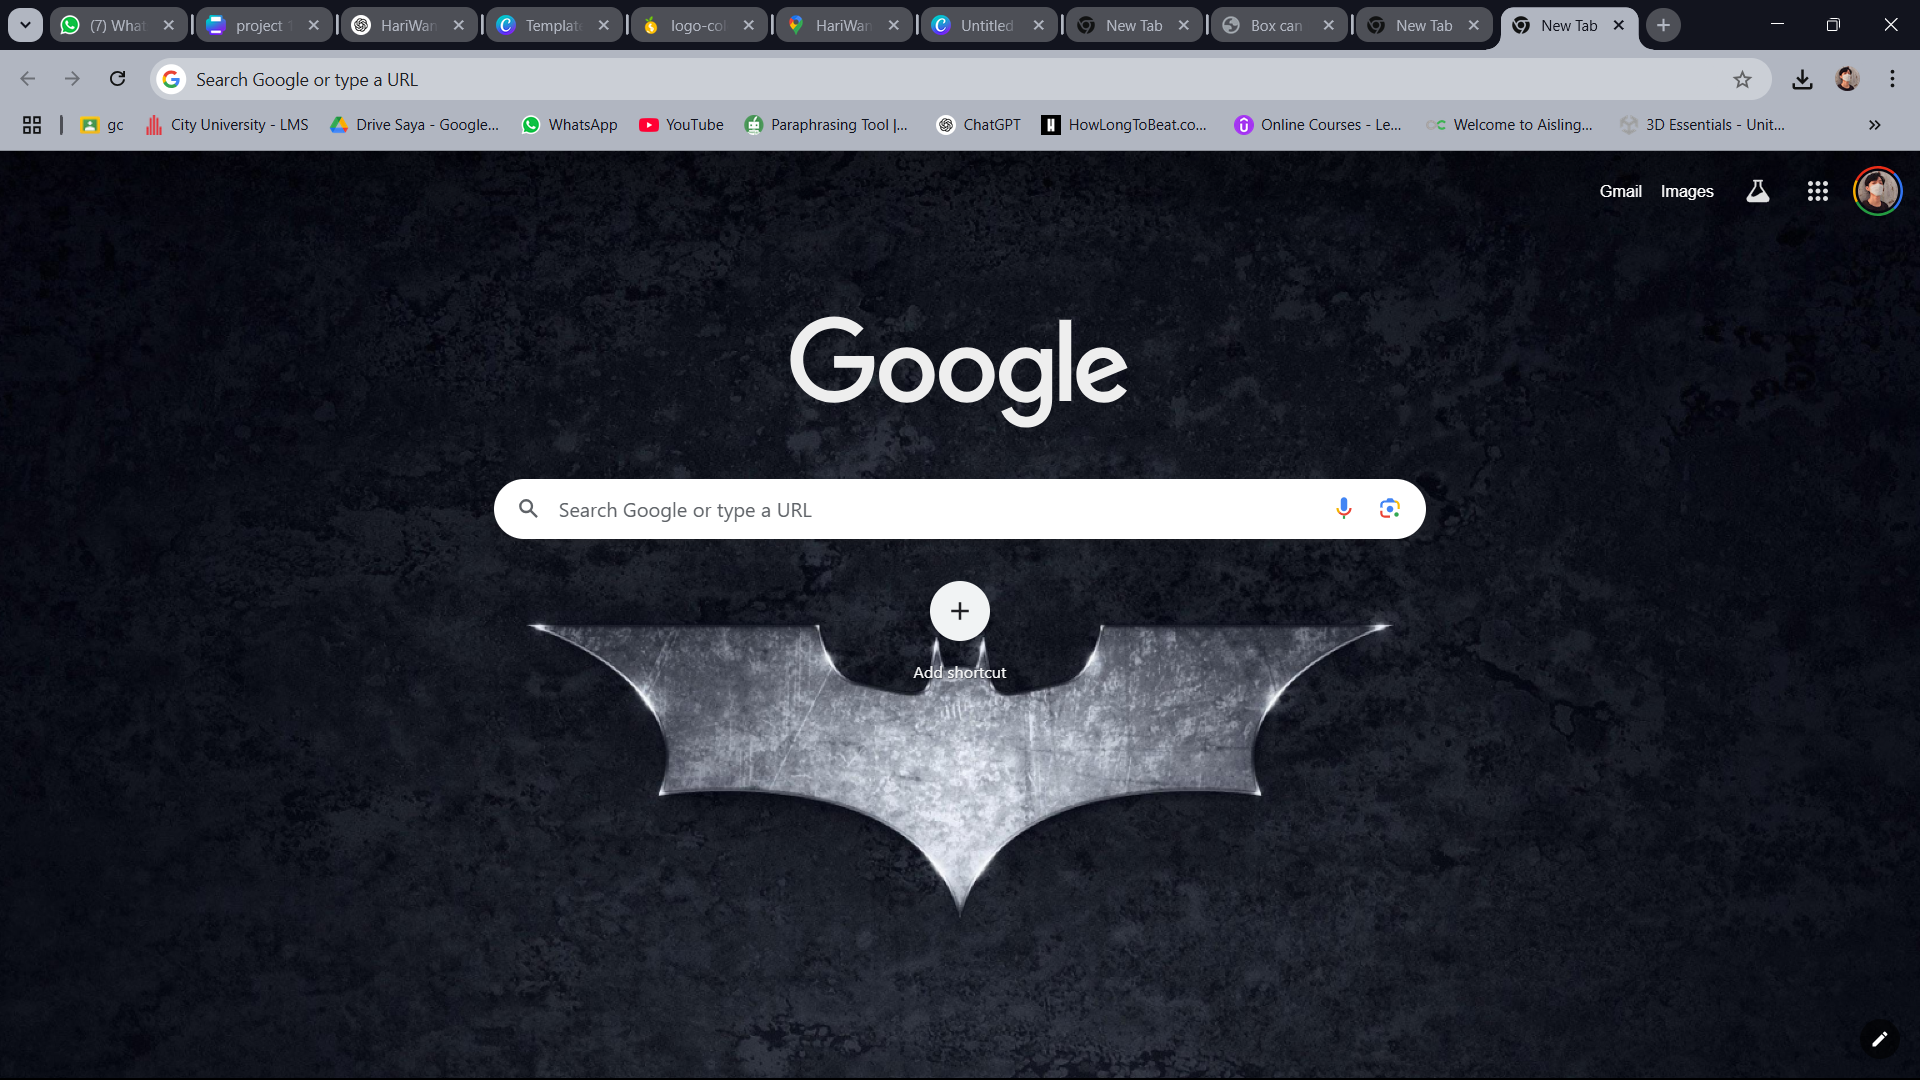 (7) What
project 1
HariWan
Template
logo-col
HariWan
Untitled
New Tab
Box can
New Tab
New Tab
Search Google or type a URL
gc
City University - LMS
Drive Saya - Google...
WhatsApp
YouTube
Paraphrasing Tool |...
ChatGPT
HowLongToBeat.co...
Online Courses - Le...
Welcome to Aisling...
3D Essentials - Unit...
Gmail
Images
Google
Search Google or type a URL
Add shortcut